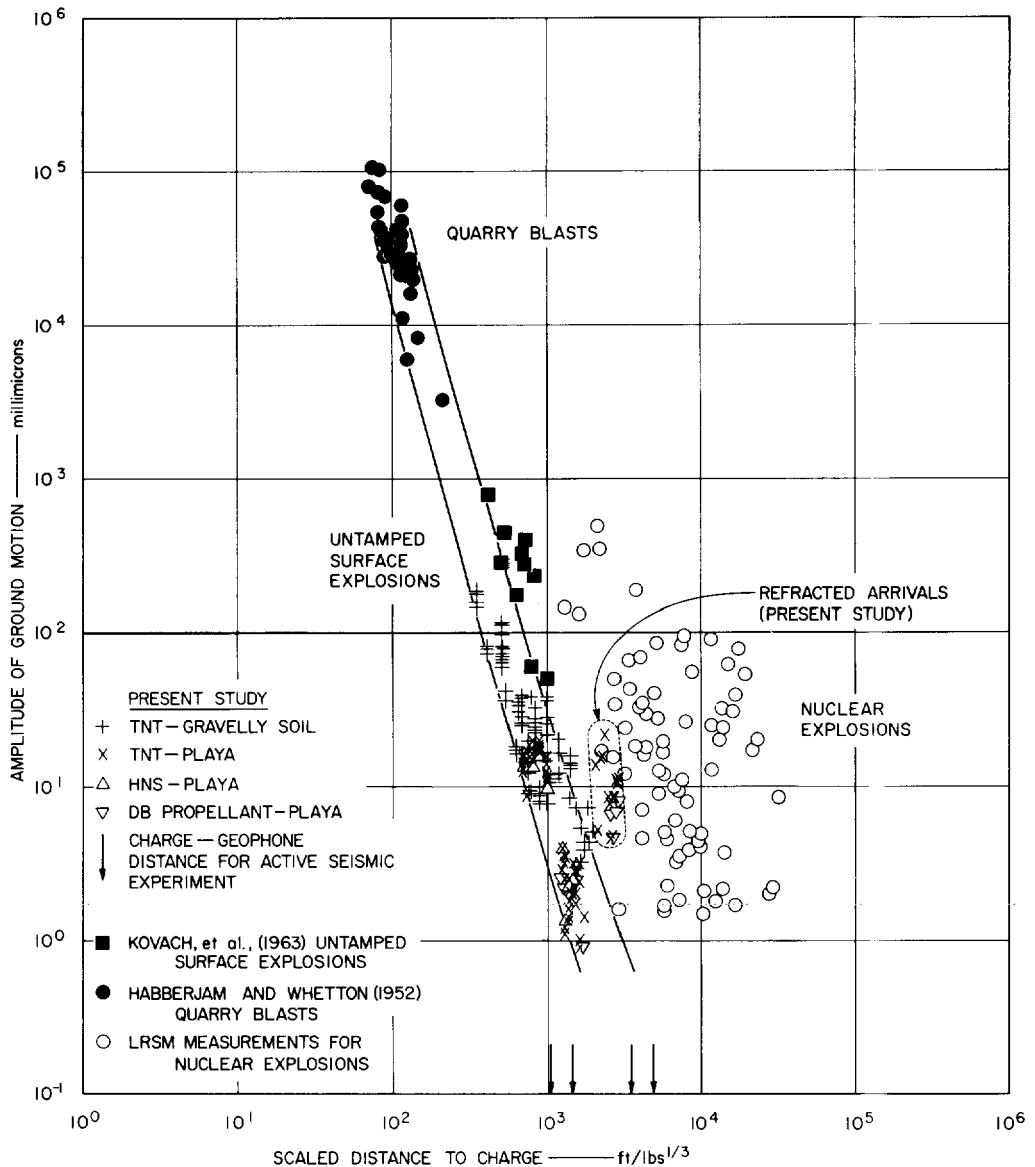 10^6
10^5
10^4
10^3
10^2
10^1
10^0
10^-1
AMPLITUDE OF GROUND MOTION — millimicrons
QUARRY BLASTS
UNTAMPED
SURFACE
EXPLOSIONS
REFRACTED ARRIVALS
(PRESENT STUDY)
NUCLEAR
EXPLOSIONS
PRESENT STUDY
+ TNT — GRAVELLY SOIL
× TNT — PLAYA
△ HNS — PLAYA
▽ DB PROPELLANT — PLAYA
↓ CHARGE — GEOPHONE
DISTANCE FOR ACTIVE SEISMIC
EXPERIMENT
■ KOVACH, et al., (1963) UNTAMPED
SURFACE EXPLOSIONS
● HABBERJAM AND WHETTON (1952)
QUARRY BLASTS
○ LRSM MEASUREMENTS FOR
NUCLEAR EXPLOSIONS
10^0 10^1 10^2 10^3 10^4 10^5 10^6
SCALED DISTANCE TO CHARGE — ft/lbs^1/3